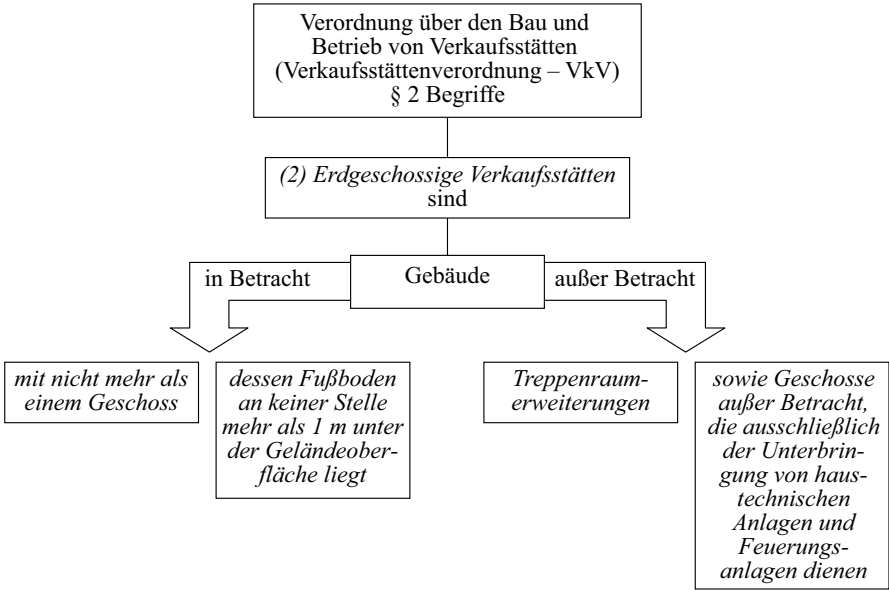 Verordnung über den Bau und
Betrieb von Verkaufsstätten
(Verkaufsstättenverordnung – VkV)
§ 2 Begriffe
(2) Erdgeschossige Verkaufsstätten
sind
in Betracht
Gebäude
außer Betracht
mit nicht mehr als
einem Geschoss
dessen Fußboden
an keiner Stelle
mehr als 1 m unter
der Geländeober-
fläche liegt
Treppenraum-
erweiterungen
sowie Geschosse
außer Betracht,
die ausschließlich
der Unterbrin-
gung von haus-
technischen
Anlagen und
Feuerungs-
anlagen dienen